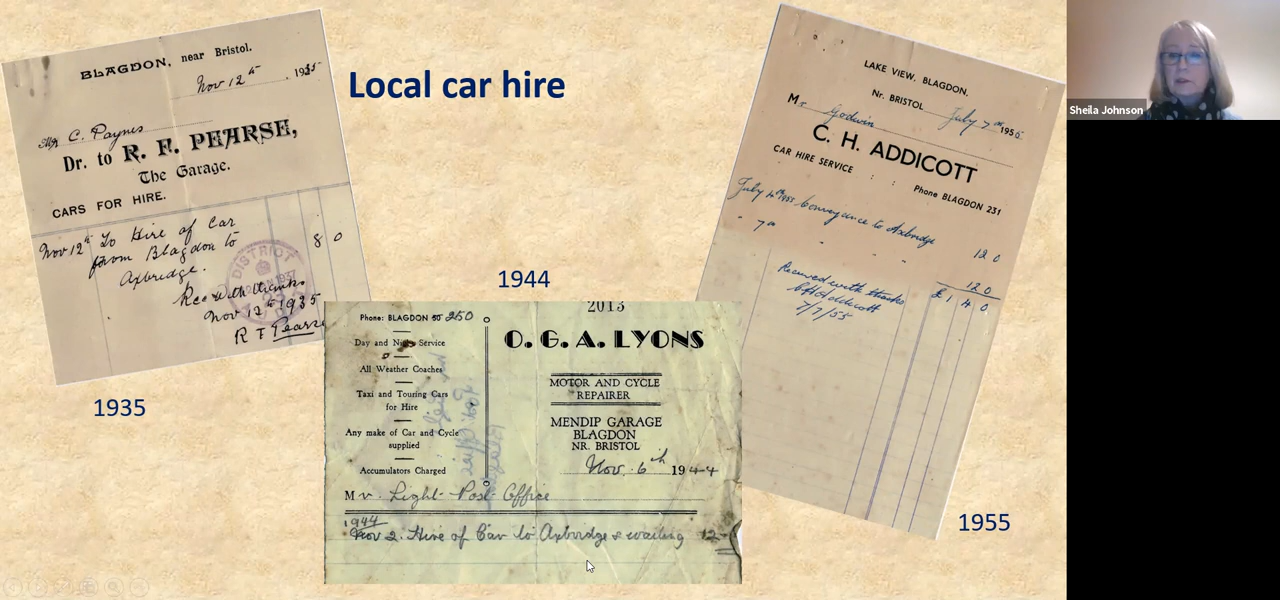 Local car hire
BLAGDON, near Bristol.
Nov 12th 1935
Mr C. Paynes
Dr. to R. F. PEARSE,
The Garage.
CARS FOR HIRE.
Nov 12th To Hire of Car 8 0
from Blagdon to
Axbridge.
Rec with thanks
Nov 12th 1935
R F Pearse
DISTRICT
1935
1944
2013
Phone: BLAGDON 50 250
Day and Night Service
All Weather Coaches
Taxi and Touring Cars
for Hire
Any make of Car and Cycle
supplied
Accumulators Charged
O. G. A. LYONS
MOTOR AND CYCLE
REPAIRER
MENDIP GARAGE
BLAGDON
NR. BRISTOL
Nov. 6th 1944
Mr. Light Post Office
1944
Nov 2. Hire of Car to Axbridge & waiting 12
LAKE VIEW, BLAGDON.
Nr. BRISTOL July 7th 1955
Mr Godwin
C. H. ADDICOTT
CAR HIRE SERVICE : : Phone BLAGDON 231
July 4th 1955 Conveyance to Axbridge 12 0
" 7th " " " 12 0
£1 4 0
Received with thanks
CH Addicott
7/7/55
1955
Sheila Johnson